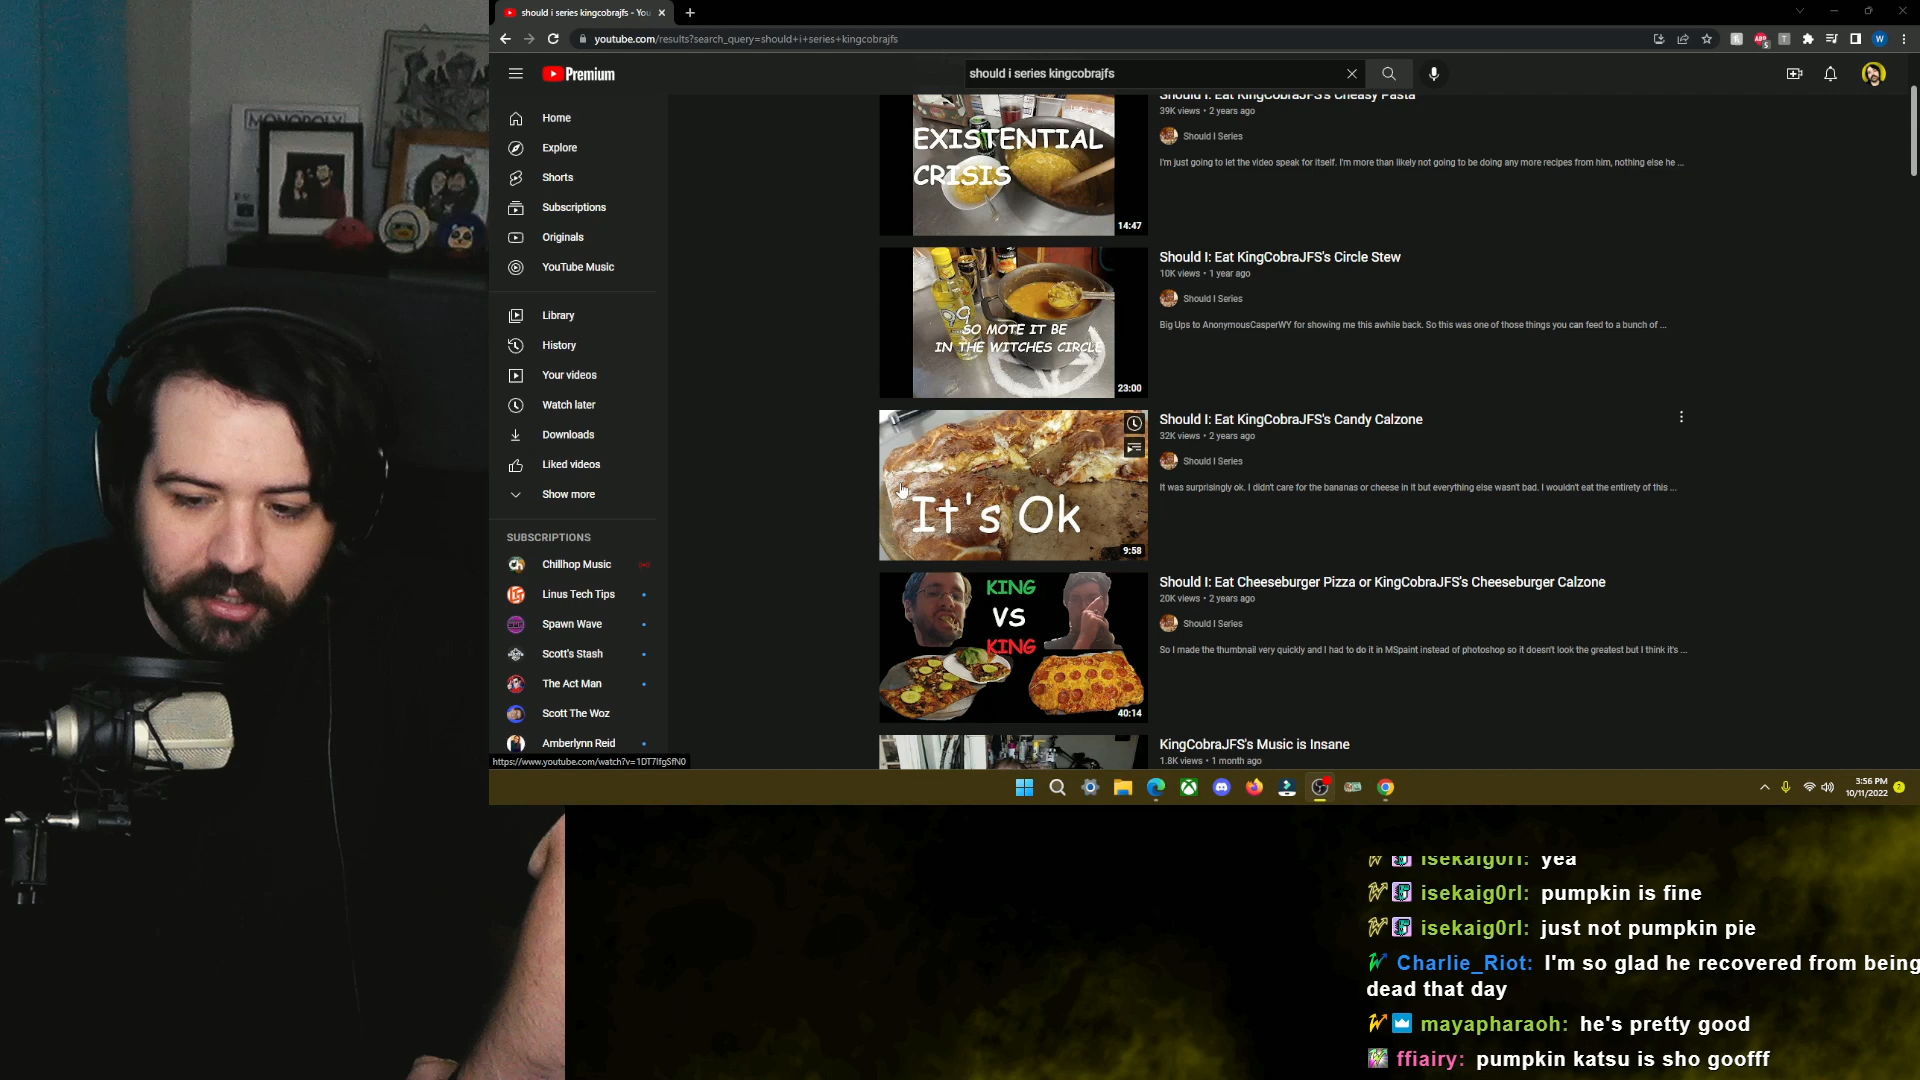 should i series kingcobrajfs - You
youtube.com/results?search_query=should+i+series+kingcobrajfs
W
Premium
should i series kingcobrajfs
Home
Explore
Shorts
Subscriptions
Originals
YouTube Music
Library
History
Your videos
Watch later
Downloads
Liked videos
Show more
SUBSCRIPTIONS
Chillhop Music
Linus Tech Tips
Spawn Wave
Scott's Stash
The Act Man
Scott The Woz
Amberlynn Reid
https://www.youtube.com/watch?v=1DT7IfgSfN0
MONOPOLY
EXISTENTIAL
CRISIS
14:47
Should I: Eat KingCobraJFS's Cheasy Pasta
39K views • 2 years ago
Should I Series
I'm just going to let the video speak for itself. I'm more than likely not going to be doing any more recipes from him, nothing else he ...
99
SO MOTE IT BE
IN THE WITCHES CIRCLE
23:00
Should I: Eat KingCobraJFS's Circle Stew
10K views • 1 year ago
Should I Series
Big Ups to AnonymousCasperWY for showing me this awhile back. So this was one of those things you can feed to a bunch of ...
It's Ok
9:58
Should I: Eat KingCobraJFS's Candy Calzone
32K views • 2 years ago
Should I Series
It was surprisingly ok. I didn't care for the bananas or cheese in it but everything else wasn't bad. I wouldn't eat the entirety of this ...
KING
VS
KING
40:14
Should I: Eat Cheeseburger Pizza or KingCobraJFS's Cheeseburger Calzone
20K views • 2 years ago
Should I Series
So I made the thumbnail very quickly and I had to do it in MSpaint instead of photoshop so it doesn't look the greatest but I think it's ...
KingCobraJFS's Music is Insane
1.8K views • 1 month ago
3:56 PM
10/11/2022
isekaig0rl: yea
isekaig0rl: pumpkin is fine
isekaig0rl: just not pumpkin pie
Charlie_Riot: I'm so glad he recovered from being
dead that day
mayapharaoh: he's pretty good
ffiairy: pumpkin katsu is sho goofff